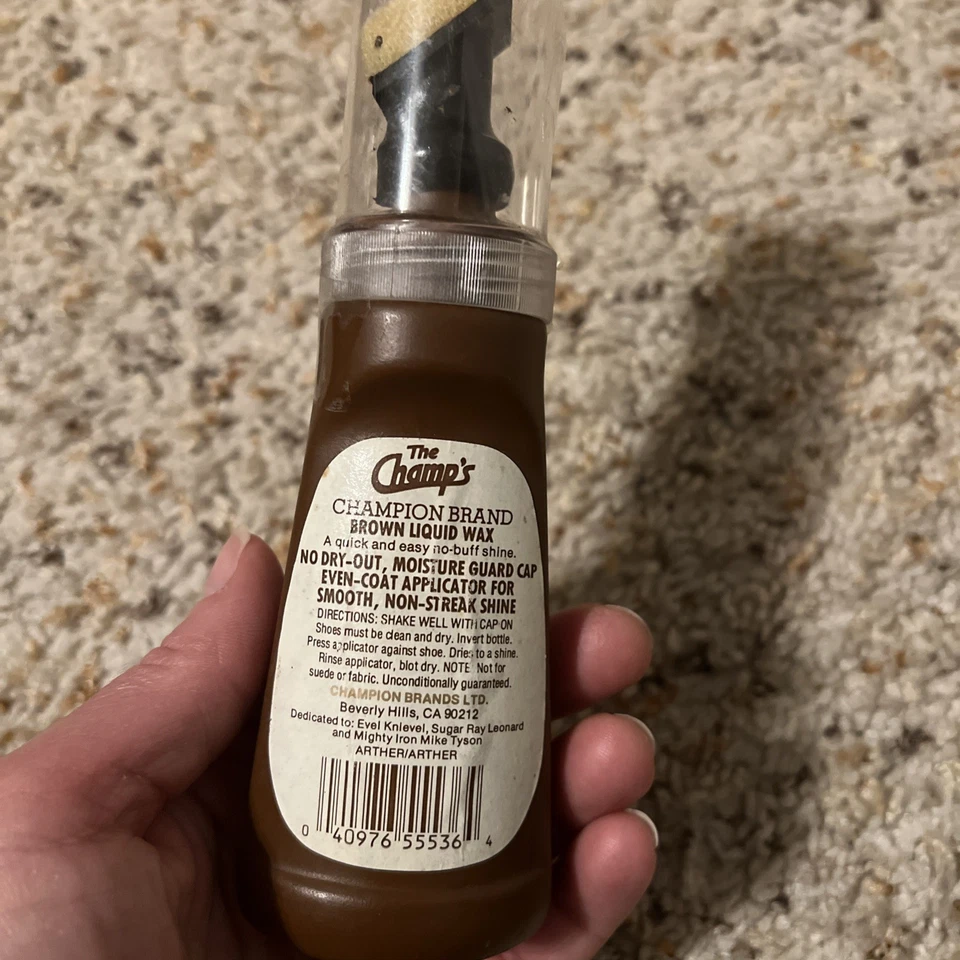 The
Champ's
CHAMPION BRAND
BROWN LIQUID WAX
A quick and easy no-buff shine.
NO DRY-OUT, MOISTURE GUARD CAP
EVEN-COAT APPLICATOR FOR
SMOOTH, NON-STREAK SHINE
DIRECTIONS: SHAKE WELL WITH CAP ON
Shoes must be clean and dry. Invert bottle.
Press applicator against shoe. Dries to a shine.
Rinse applicator, blot dry. NOTE: Not for
suede or fabric. Unconditionally guaranteed.
CHAMPION BRANDS LTD.
Beverly Hills, CA 90212
Dedicated to: Evel Knievel, Sugar Ray Leonard
and Mighty Iron Mike Tyson
ARTHER/ARTHER
0 40976 55536 4